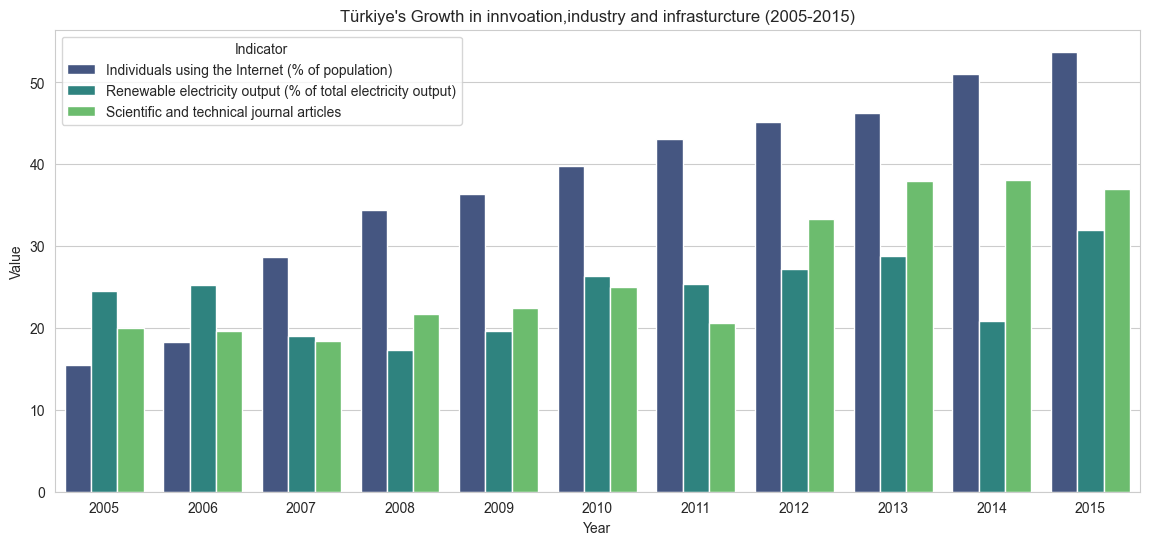 Türkiye's Growth in innvoation,industry and infrasturcture (2005-2015)
Indicator
Individuals using the Internet (% of population)
Renewable electricity output (% of total electricity output)
Scientific and technical journal articles
Value
50
40
30
20
10
0
2005 2006 2007 2008 2009 2010 2011 2012 2013 2014 2015
Year